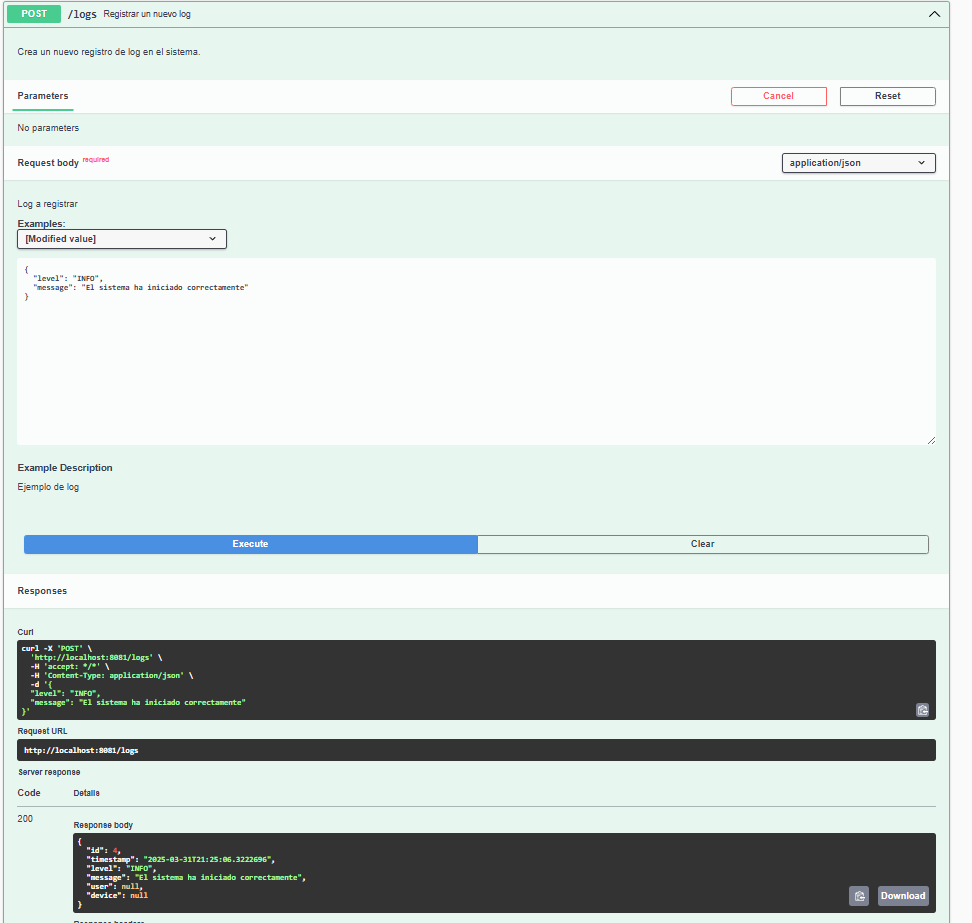 POST /logs Registrar un nuevo log
Crea un nuevo registro de log en el sistema.
Parameters
Cancel
Reset
No parameters
Request body required
application/json
Log a registrar
Examples:
[Modified value]
{
  "level": "INFO",
  "message": "El sistema ha iniciado correctamente"
}
Example Description
Ejemplo de log
Execute
Clear
Responses
Curl
curl -X 'POST' \
  'http://localhost:8081/logs' \
  -H 'accept: */*' \
  -H 'Content-Type: application/json' \
  -d '{
  "level": "INFO",
  "message": "El sistema ha iniciado correctamente"
}'
Request URL
http://localhost:8081/logs
Server response
Code Details
200
Response body
{
  "id": 4,
  "timestamp": "2025-03-31T21:25:06.3222696",
  "level": "INFO",
  "message": "El sistema ha iniciado correctamente",
  "user": null,
  "device": null
}
Download
Response headers